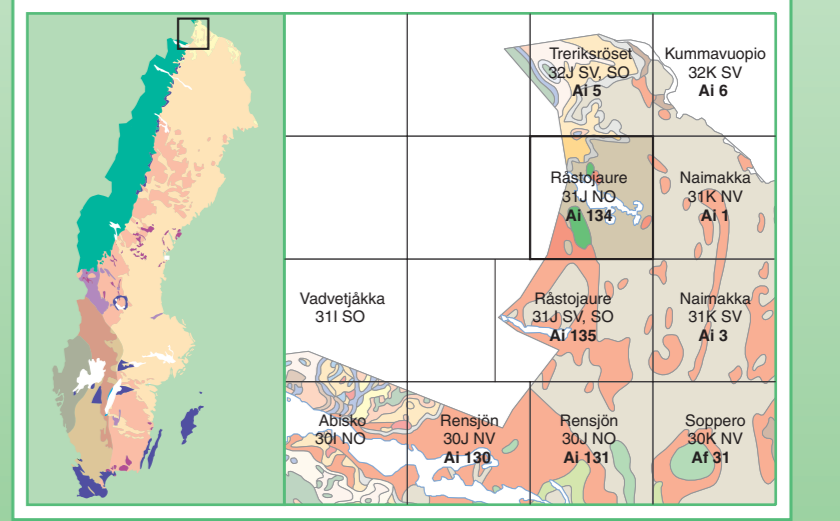 Treriksröset
32J SV, SO
Ai 5
Kummavuopio
32K SV
Ai 6
Råstojaure
31J NO
Ai 134
Naimakka
31K NV
Ai 1
Vadvetjåkka
31I SO
Råstojaure
31J SV, SO
Ai 135
Naimakka
31K SV
Ai 3
Abisko
30I NO
Rensjön
30J NV
Ai 130
Rensjön
30J NO
Ai 131
Soppero
30K NV
Af 31